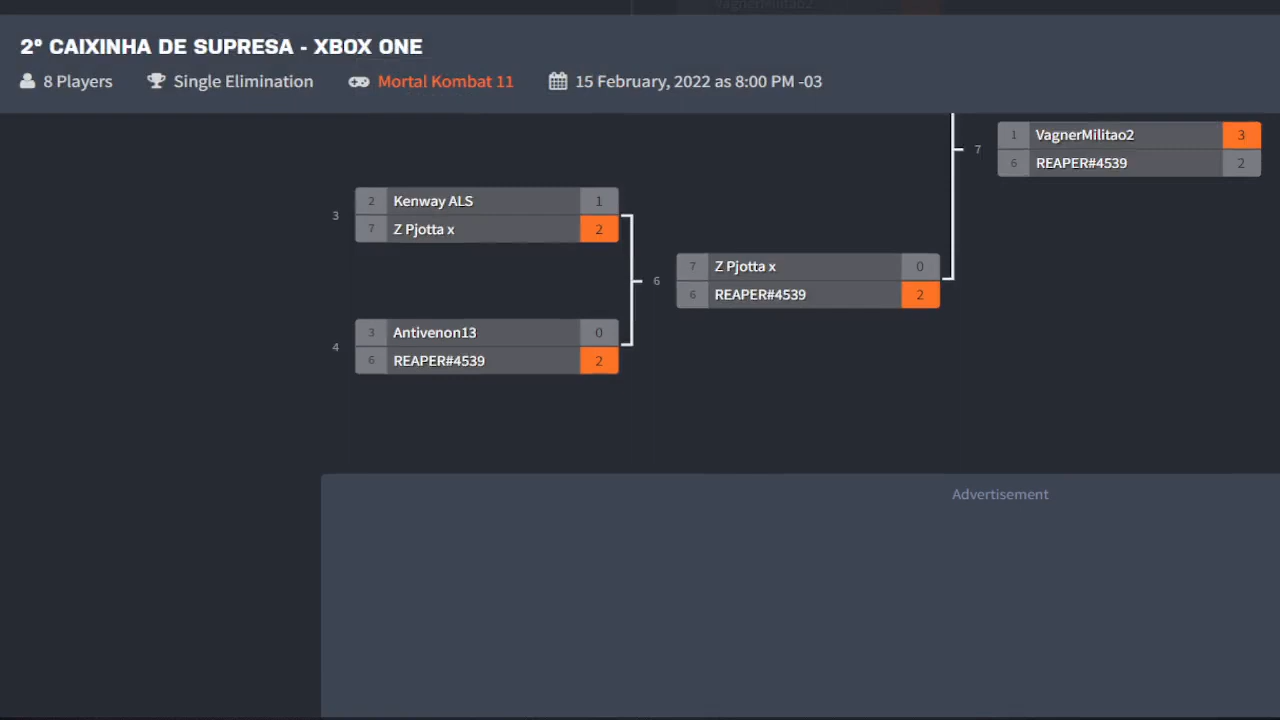 VagnerMilitao2
2º CAIXINHA DE SUPRESA - XBOX ONE
8 Players Single Elimination Mortal Kombat 11 15 February, 2022 as 8:00 PM -03
1 VagnerMilitao2 3
7
6 REAPER#4539 2
2 Kenway ALS 1
3
7 Z Pjotta x 2
7 Z Pjotta x 0
6
6 REAPER#4539 2
3 Antivenon13 0
4
6 REAPER#4539 2
Advertisement